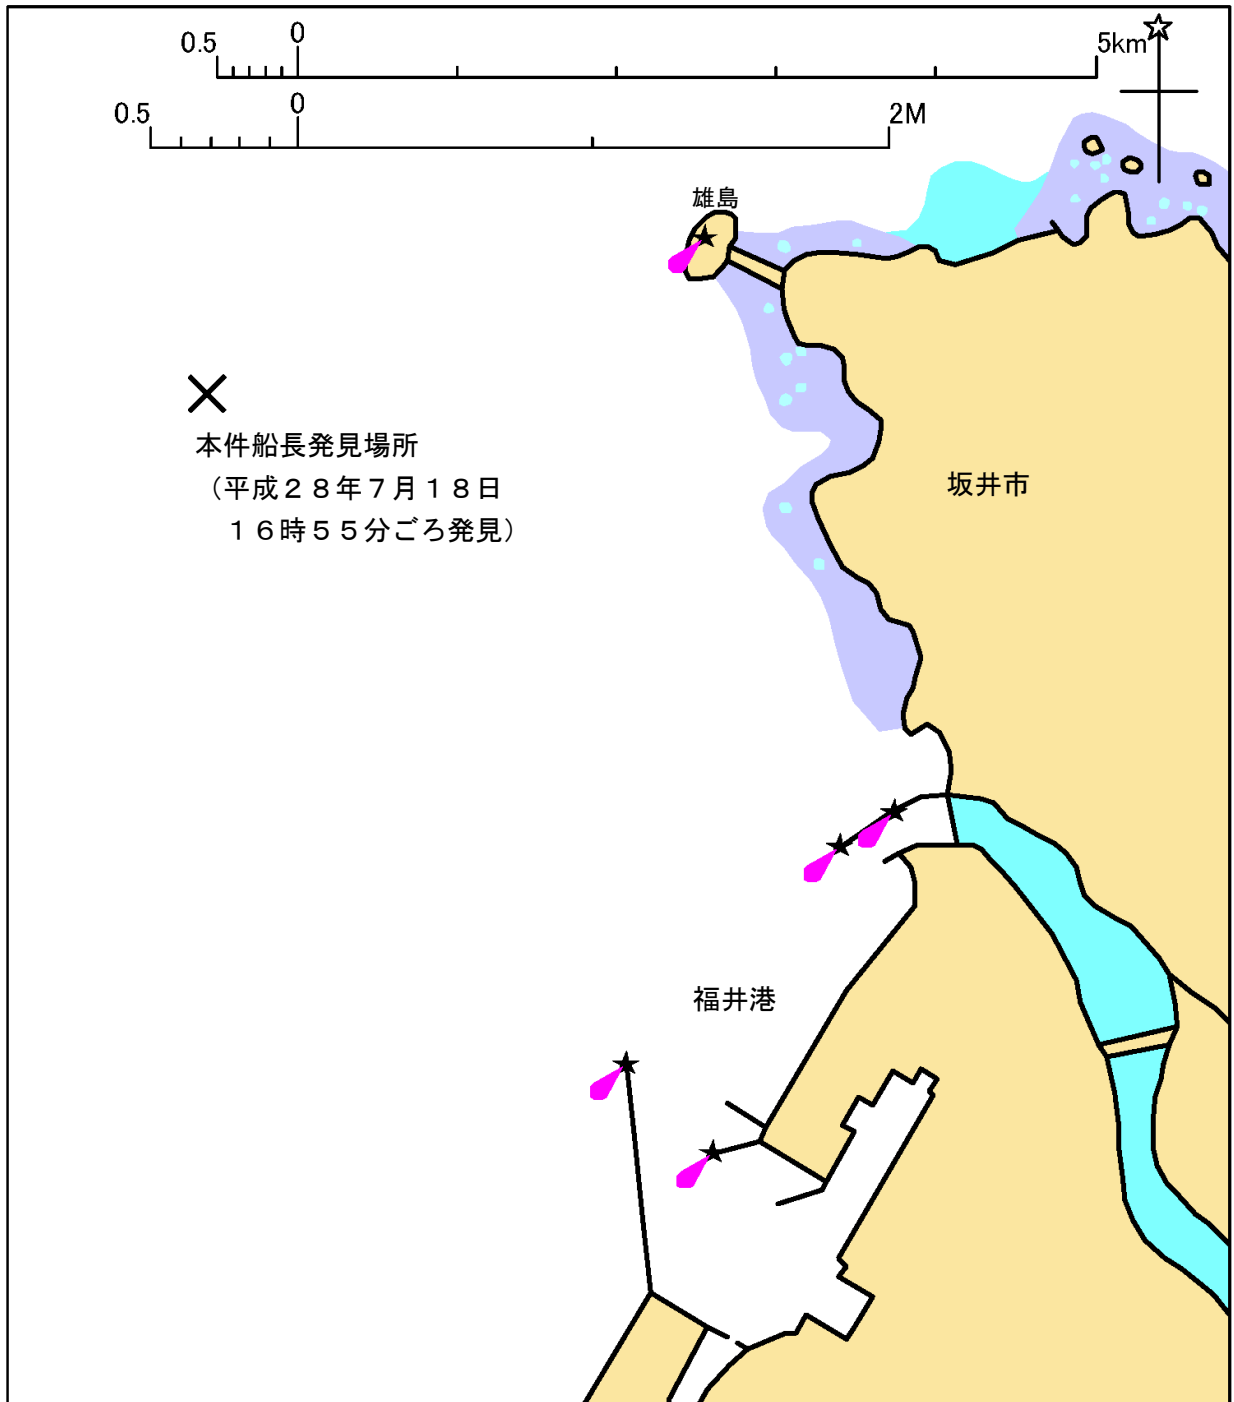 0.5 0 5km
0.5 0 2M
雄島
本件船長発見場所
(平成28年7月18日
16時55分ごろ発見)
坂井市
福井港